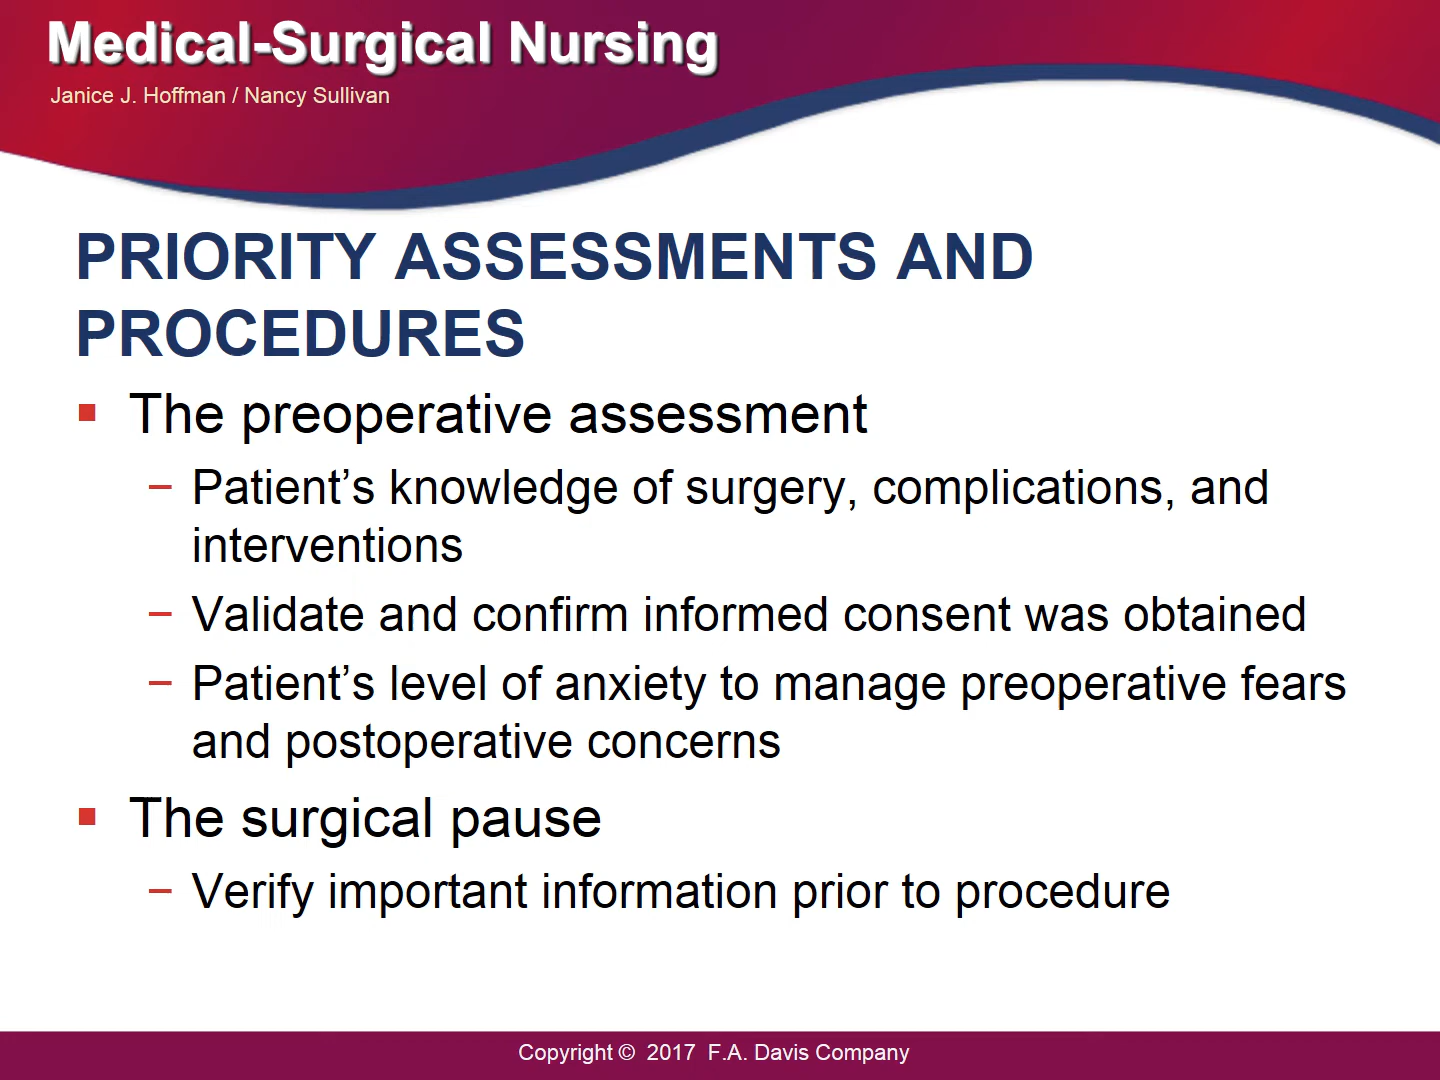 Medical-Surgical Nursing
Janice J. Hoffman / Nancy Sullivan
PRIORITY ASSESSMENTS AND
PROCEDURES
▪ The preoperative assessment
– Patient’s knowledge of surgery, complications, and
interventions
– Validate and confirm informed consent was obtained
– Patient’s level of anxiety to manage preoperative fears
and postoperative concerns
▪ The surgical pause
– Verify important information prior to procedure
Copyright © 2017 F.A. Davis Company